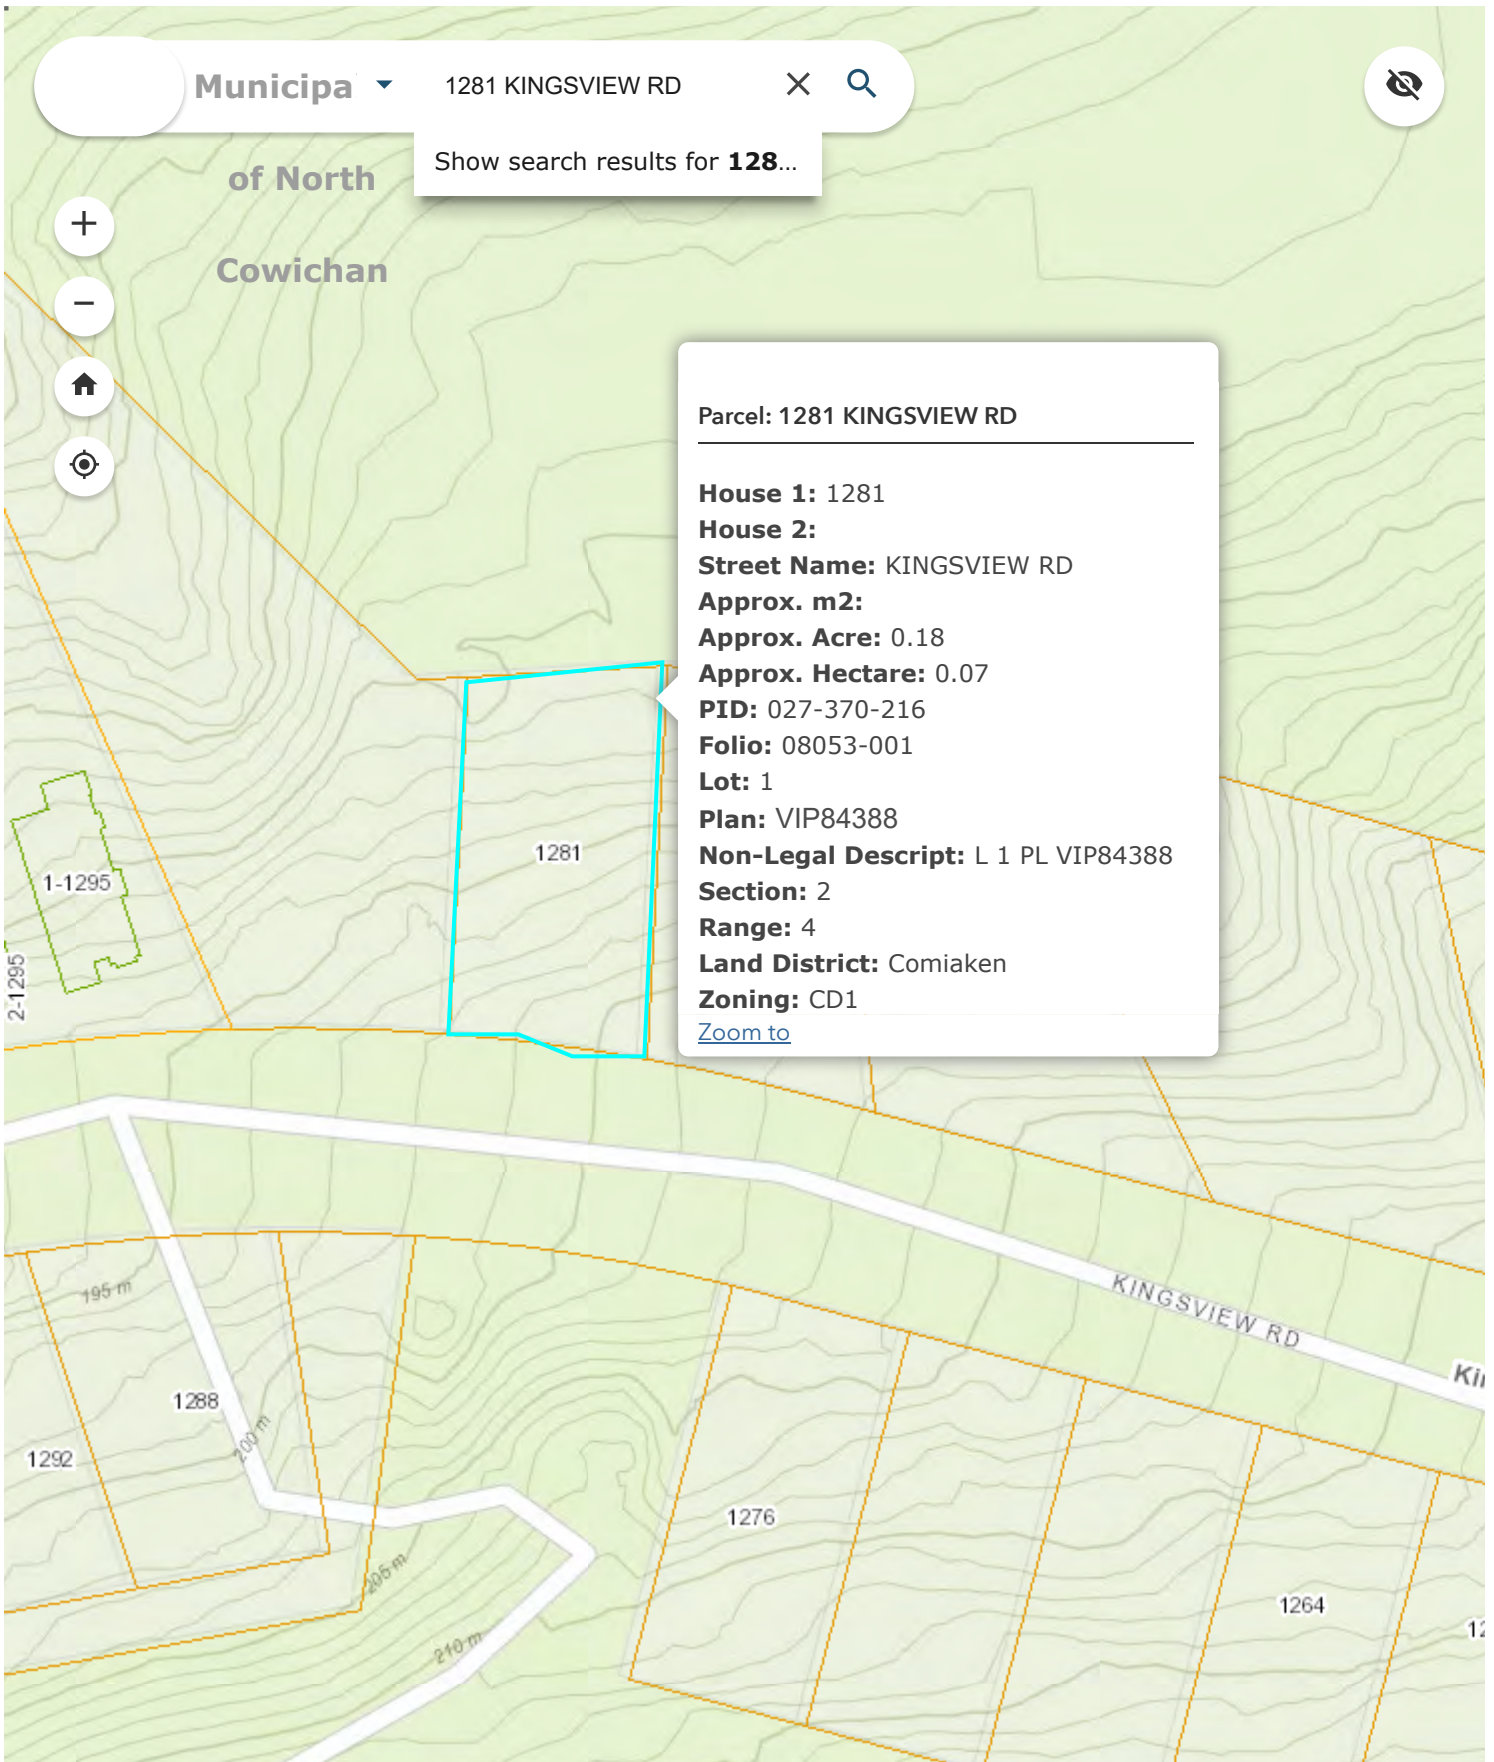 Municipa
1281 KINGSVIEW RD
Show search results for 128...
of North
Cowichan
Parcel: 1281 KINGSVIEW RD
House 1: 1281
House 2:
Street Name: KINGSVIEW RD
Approx. m2:
Approx. Acre: 0.18
Approx. Hectare: 0.07
PID: 027-370-216
Folio: 08053-001
Lot: 1
Plan: VIP84388
Non-Legal Descript: L 1 PL VIP84388
Section: 2
Range: 4
Land District: Comiaken
Zoning: CD1
Zoom to
1281
1-1295
2-1295
195 m
KINGSVIEW RD
Kin
1288
200 m
1292
1276
205 m
1264
12
210 m